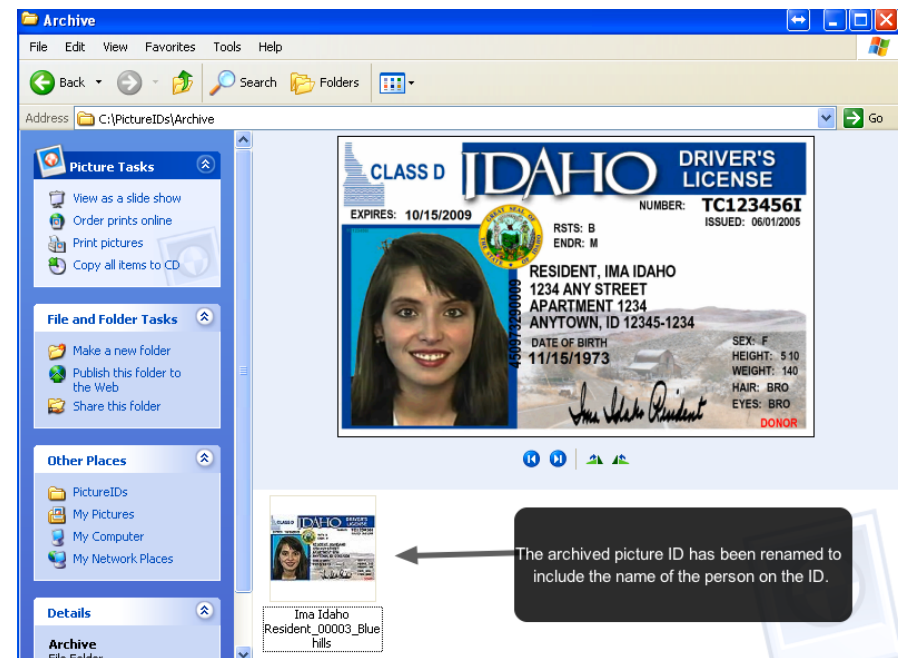 Archive
File Edit View Favorites Tools Help
Back Search Folders
Address C:\PictureIDs\Archive Go
Picture Tasks
View as a slide show
Order prints online
Print pictures
Copy all items to CD
File and Folder Tasks
Make a new folder
Publish this folder to
the Web
Share this folder
Other Places
PictureIDs
My Pictures
My Computer
My Network Places
Details
Archive
File Folder
CLASS D IDAHO DRIVER'S
LICENSE
NUMBER: TC123456I
EXPIRES: 10/15/2009 ISSUED: 06/01/2005
RSTS: B
ENDR: M
RESIDENT, IMA IDAHO
1234 ANY STREET
APARTMENT 1234
ANYTOWN, ID 12345-1234
450973290009
DATE OF BIRTH
11/15/1973
SEX: F
HEIGHT: 510
WEIGHT: 140
HAIR: BRO
EYES: BRO
DONOR
Ima Idaho Resident
The archived picture ID has been renamed to
include the name of the person on the ID.
Ima Idaho
Resident_00003_Blue
hills